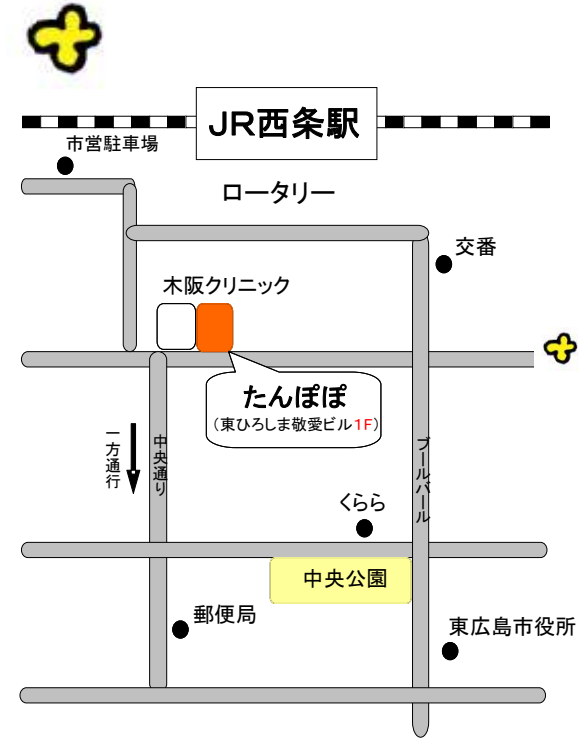 JR西条駅
市営駐車場
ロータリー
交番
木阪クリニック
たんぽぽ
(東ひろしま敬愛ビル1F)
一方通行
中央通り
ブールバール
くらら
中央公園
郵便局
東広島市役所